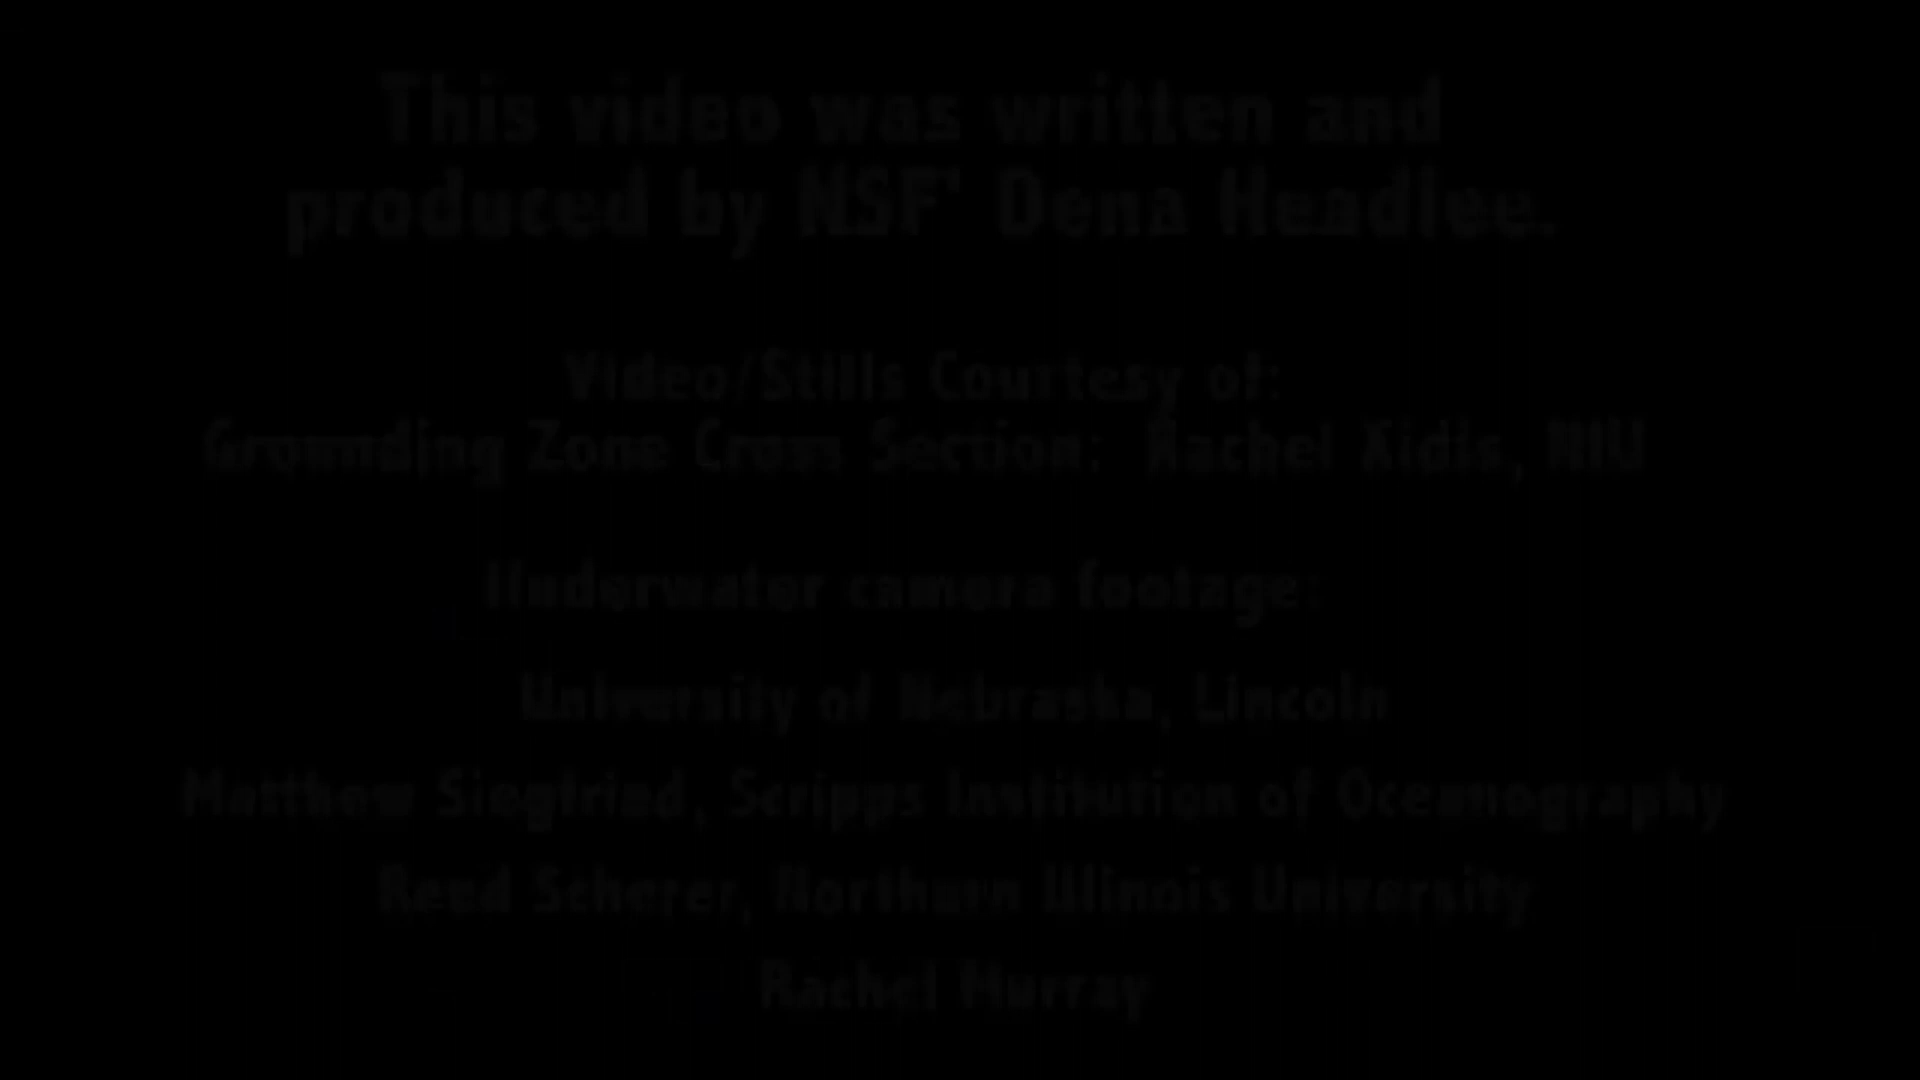 This video was written and
produced by NSF' Dena Headlee.
Video/Stills Courtesy of:
Grounding Zone Cross Section: Rachel Xidis, NIU
Underwater camera footage:
University of Nebraska, Lincoln
Matthew Siegfried, Scripps Institution of Oceanography
Reed Scherer, Northern Illinois University
Rachel Murray